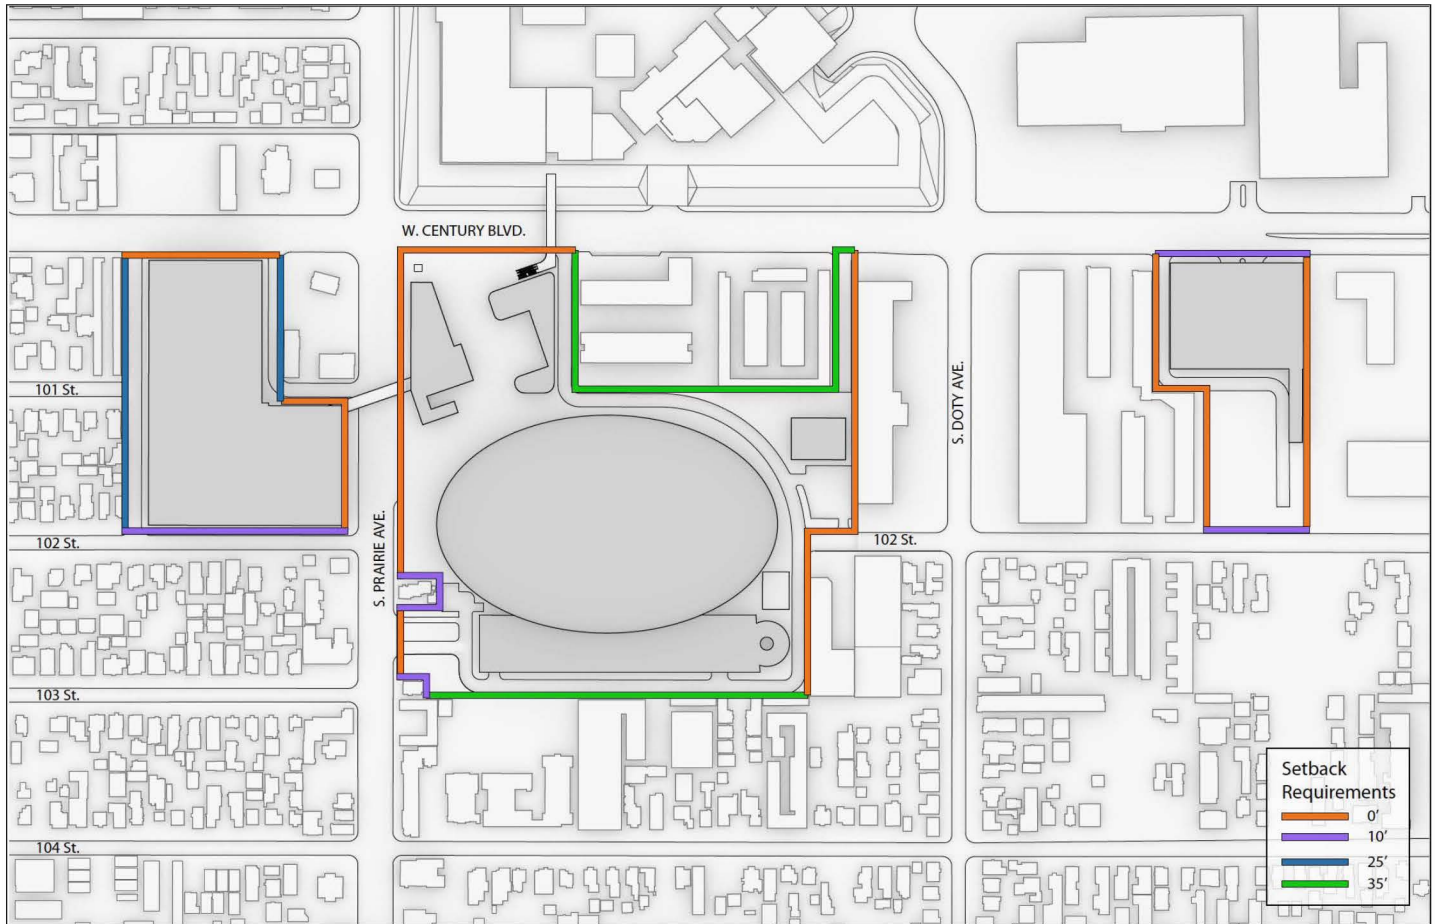 W. CENTURY BLVD.
101 St.
S. DOTY AVE.
S. PRAIRIE AVE.
102 St.
102 St.
103 St.
104 St.
Setback
Requirements
0′
10′
25′
35′